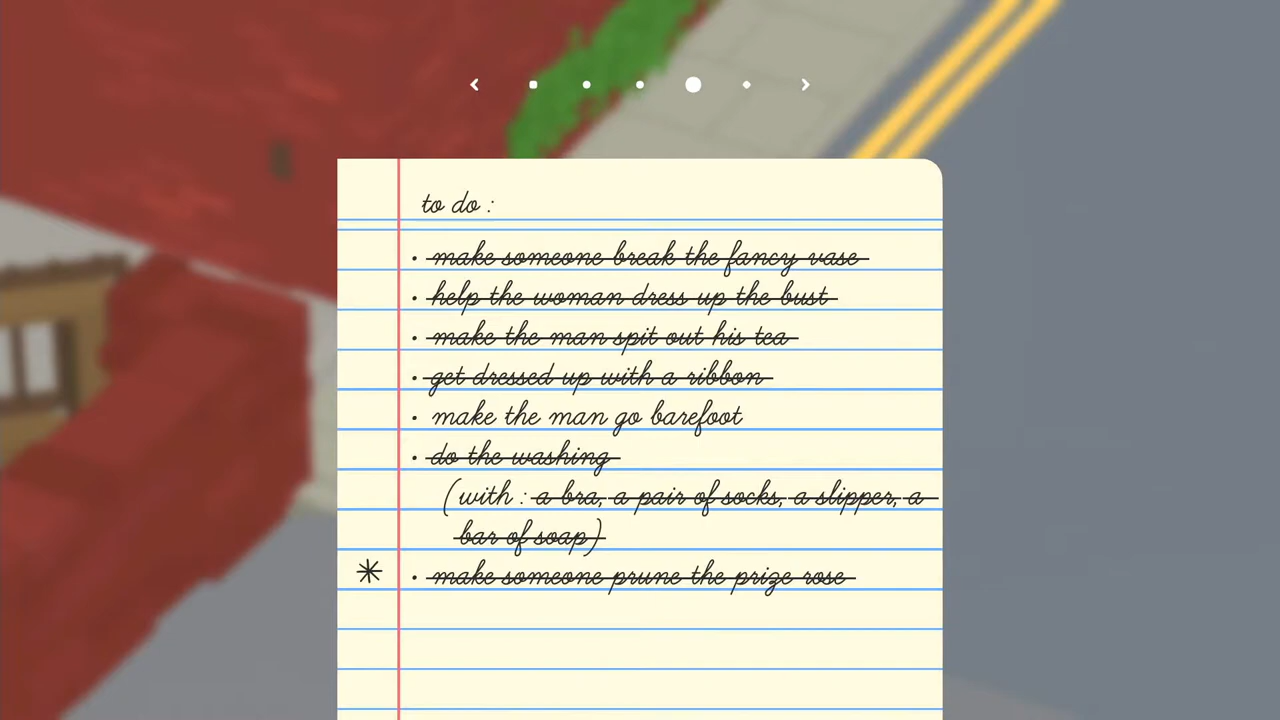 to do :
• make someone break the fancy vase
• help the woman dress up the bust
• make the man spit out his tea
• get dressed up with a ribbon
• make the man go barefoot
• do the washing
(with : a bra, a pair of socks, a slipper, a
bar of soap)
• make someone prune the prize rose